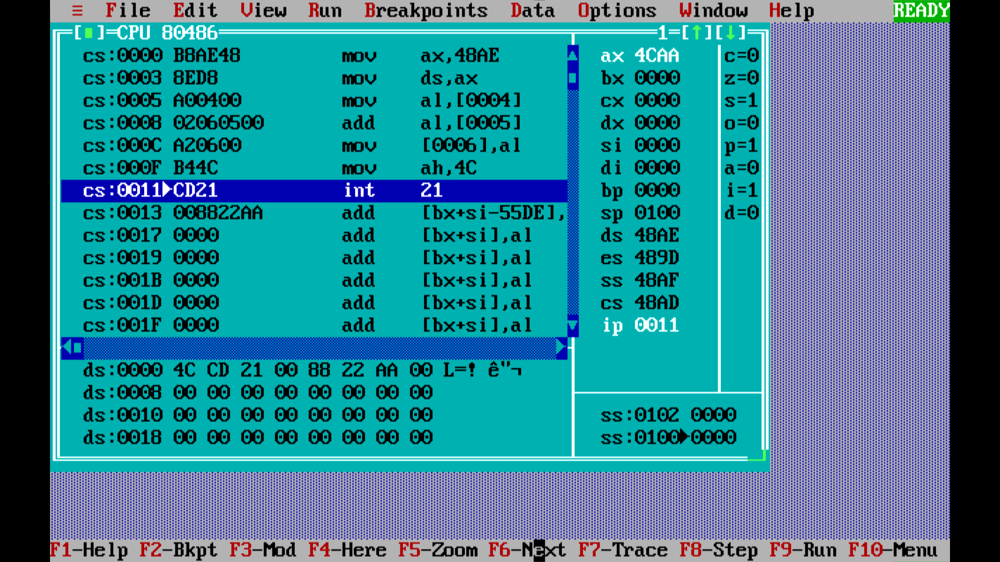 ≡ File Edit View Run Breakpoints Data Options Window Help READY
[■]=CPU 80486 1=[↑][↓]
cs:0000 B8AE48 mov ax,48AE ax 4CAA c=0
cs:0003 8ED8 mov ds,ax bx 0000 z=0
cs:0005 A00400 mov al,[0004] cx 0000 s=1
cs:0008 02060500 add al,[0005] dx 0000 o=0
cs:000C A20600 mov [0006],al si 0000 p=1
cs:000F B44C mov ah,4C di 0000 a=0
cs:0011►CD21 int 21 bp 0000 i=1
cs:0013 008822AA add [bx+si-55DE], sp 0100 d=0
cs:0017 0000 add [bx+si],al ds 48AE
cs:0019 0000 add [bx+si],al es 489D
cs:001B 0000 add [bx+si],al ss 48AF
cs:001D 0000 add [bx+si],al cs 48AD
cs:001F 0000 add [bx+si],al ip 0011
ds:0000 4C CD 21 00 88 22 AA 00 L=! ê"¬
ds:0008 00 00 00 00 00 00 00 00
ds:0010 00 00 00 00 00 00 00 00 ss:0102 0000
ds:0018 00 00 00 00 00 00 00 00 ss:0100►0000
F1-Help F2-Bkpt F3-Mod F4-Here F5-Zoom F6-Next F7-Trace F8-Step F9-Run F10-Menu